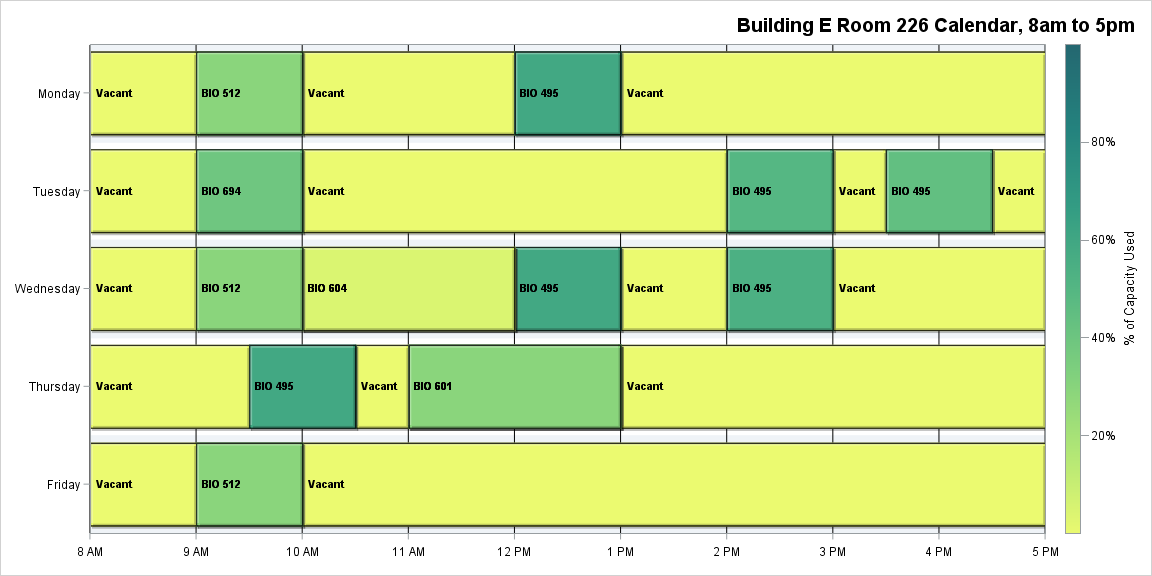 Building E Room 226 Calendar, 8am to 5pm
Monday
Vacant
BIO 512
Vacant
BIO 495
Vacant
Tuesday
Vacant
BIO 694
Vacant
BIO 495
Vacant
BIO 495
Vacant
Wednesday
Vacant
BIO 512
BIO 604
BIO 495
Vacant
BIO 495
Vacant
Thursday
Vacant
BIO 495
Vacant
BIO 601
Vacant
Friday
Vacant
BIO 512
Vacant
8 AM
9 AM
10 AM
11 AM
12 PM
1 PM
2 PM
3 PM
4 PM
5 PM
80%
60%
40%
20%
% of Capacity Used